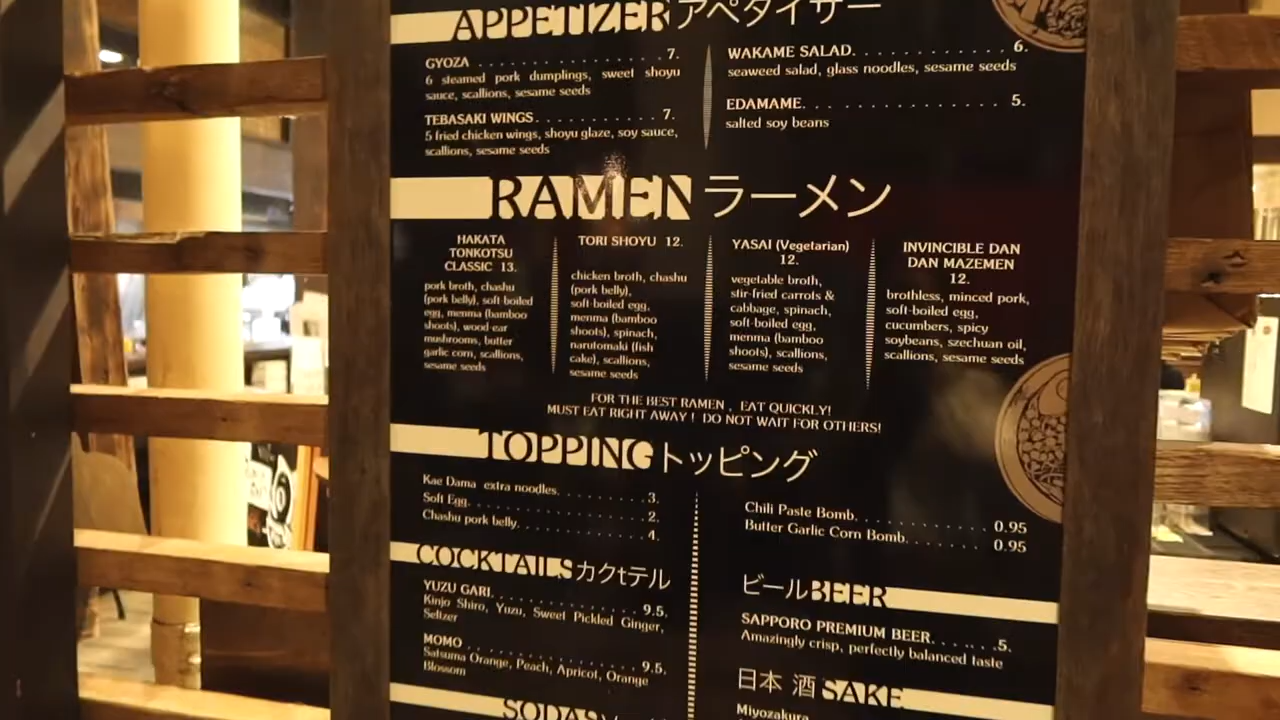 APPETIZER アペタイザー
GYOZA . . . . . . . . . . . . . . . . 7.
6 steamed pork dumplings, sweet shoyu
sauce, scallions, sesame seeds
TEBASAKI WINGS. . . . . . . . . . 7.
5 fried chicken wings, shoyu glaze, soy sauce,
scallions, sesame seeds
WAKAME SALAD. . . . . . . . . . . . 6.
seaweed salad, glass noodles, sesame seeds
EDAMAME. . . . . . . . . . . . . . . 5.
salted soy beans
RAMEN ラーメン
HAKATA
TONKOTSU
CLASSIC 13.
pork broth, chashu
(pork belly), soft-boiled
egg, menma (bamboo
shoots), wood ear
mushrooms, butter
garlic corn, scallions,
sesame seeds
TORI SHOYU 12.
chicken broth, chashu
(pork belly),
soft-boiled egg,
menma (bamboo
shoots), spinach,
narutomaki (fish
cake), scallions,
sesame seeds
YASAI (Vegetarian)
12.
vegetable broth,
stir-fried carrots &
cabbage, spinach,
soft-boiled egg,
menma (bamboo
shoots), scallions,
sesame seeds
INVINCIBLE DAN
DAN MAZEMEN
12.
brothless, minced pork,
soft-boiled egg,
cucumbers, spicy
soybeans, szechuan oil,
scallions, sesame seeds
FOR THE BEST RAMEN , EAT QUICKLY!
MUST EAT RIGHT AWAY ! DO NOT WAIT FOR OTHERS!
TOPPING トッピング
Kae Dama extra noodles. . . . . . . . 3.
Soft Egg. . . . . . . . . . . . . . . . 2.
Chashu pork belly. . . . . . . . . . . 4.
Chili Paste Bomb. . . . . . . . . . . 0.95
Butter Garlic Corn Bomb. . . . . . . 0.95
COCKTAILS カクtテル
YUZU GARI. . . . . . . . . . . . . . 9.5.
Kinjo Shiro, Yuzu, Sweet Pickled Ginger,
Seltzer
MOMO . . . . . . . . . . . . . . . . 9.5.
Satsuma Orange, Peach, Apricot, Orange
Blossom
ビール BEER
SAPPORO PREMIUM BEER. . . . . . 5.
Amazingly crisp, perfectly balanced taste
日本 酒 SAKE
Miyozakura
SODAS